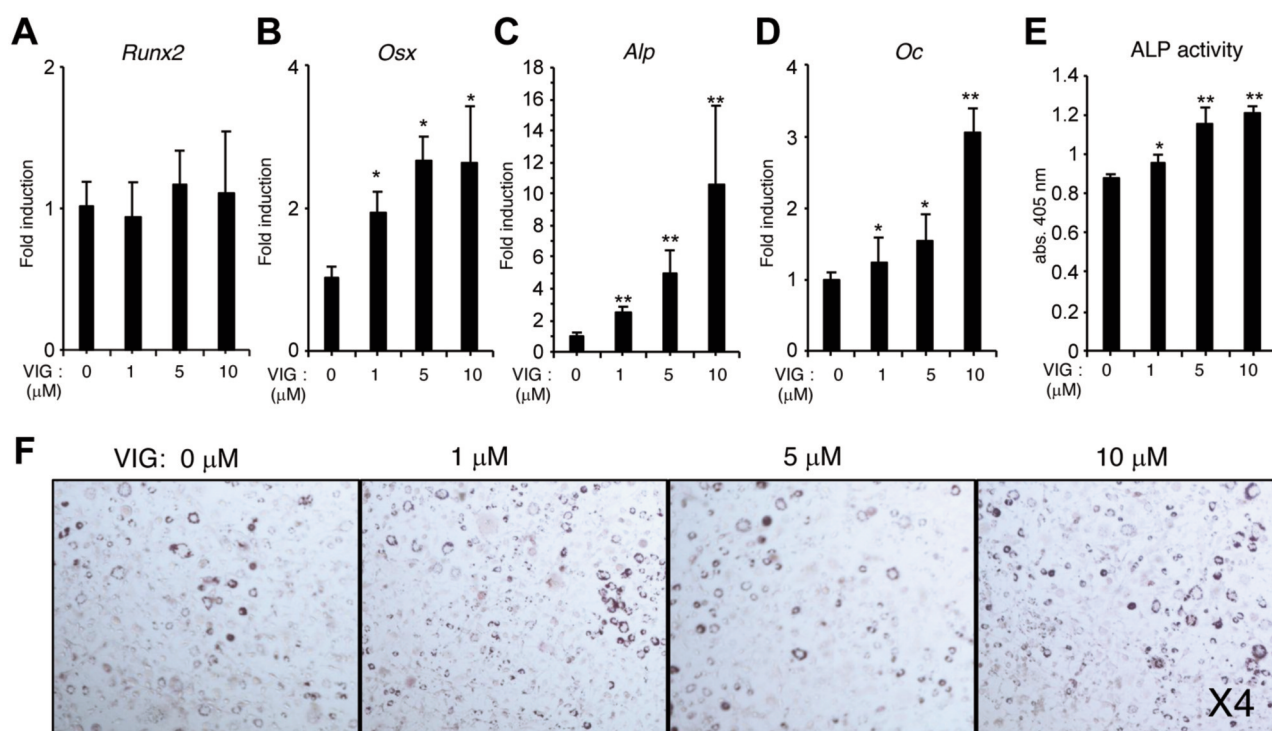 A
Runx2
2
1
0
Fold induction
VIG :
(μM)
0 1 5 10
B
Osx
4
2
0
Fold induction
* * *
VIG :
(μM)
0 1 5 10
C
Alp
18
16
14
12
10
8
6
4
2
0
Fold induction
** ** **
VIG :
(μM)
0 1 5 10
D
Oc
4
3
2
1
0
Fold induction
* * **
VIG :
(μM)
0 1 5 10
E
ALP activity
1.4
1.2
1
0.8
0.6
0.4
0.2
0
abs. 405 nm
* ** **
VIG :
(μM)
0 1 5 10
F
VIG: 0 μM 1 μM 5 μM 10 μM
X4